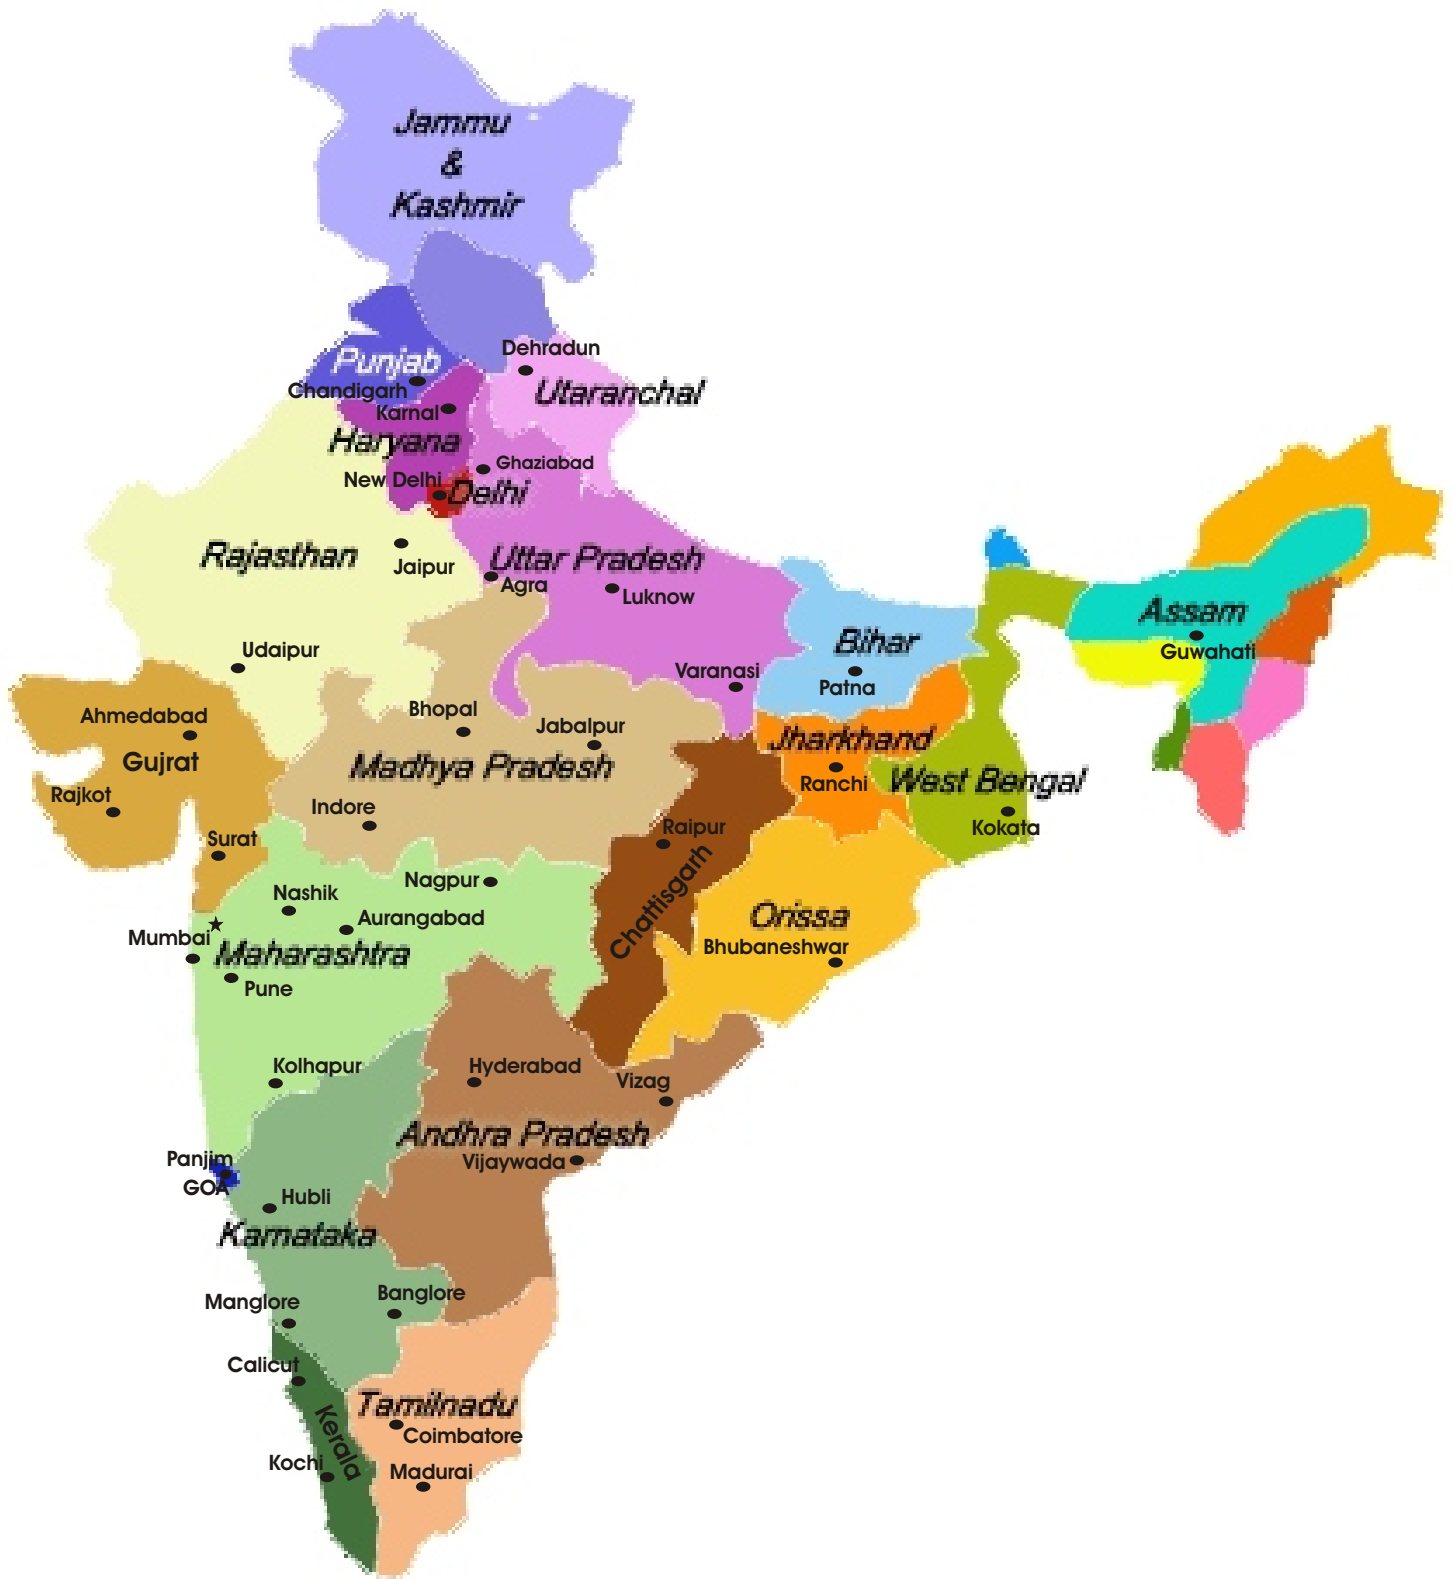 Jammu
&
Kashmir
Dehradun
Punjab
Chandigarh
Utaranchal
Karnal
Haryana
Ghaziabad
New Delhi
Delhi
Rajasthan
Jaipur
Uttar Pradesh
Agra
Luknow
Assam
Guwahati
Bihar
Patna
Udaipur
Varanasi
Ahmedabad
Gujrat
Rajkot
Surat
Bhopal
Jabalpur
Madhya Pradesh
Indore
Jharkhand
Ranchi
West Bengal
Kokata
Raipur
Chattisgarh
Nagpur
Nashik
Aurangabad
Mumbai
Maharashtra
Pune
Orissa
Bhubaneshwar
Kolhapur
Hyderabad
Vizag
Andhra Pradesh
Vijaywada
Panjim
GOA
Hubli
Karnataka
Manglore
Banglore
Calicut
Kerala
Kochi
Tamilnadu
Coimbatore
Madurai